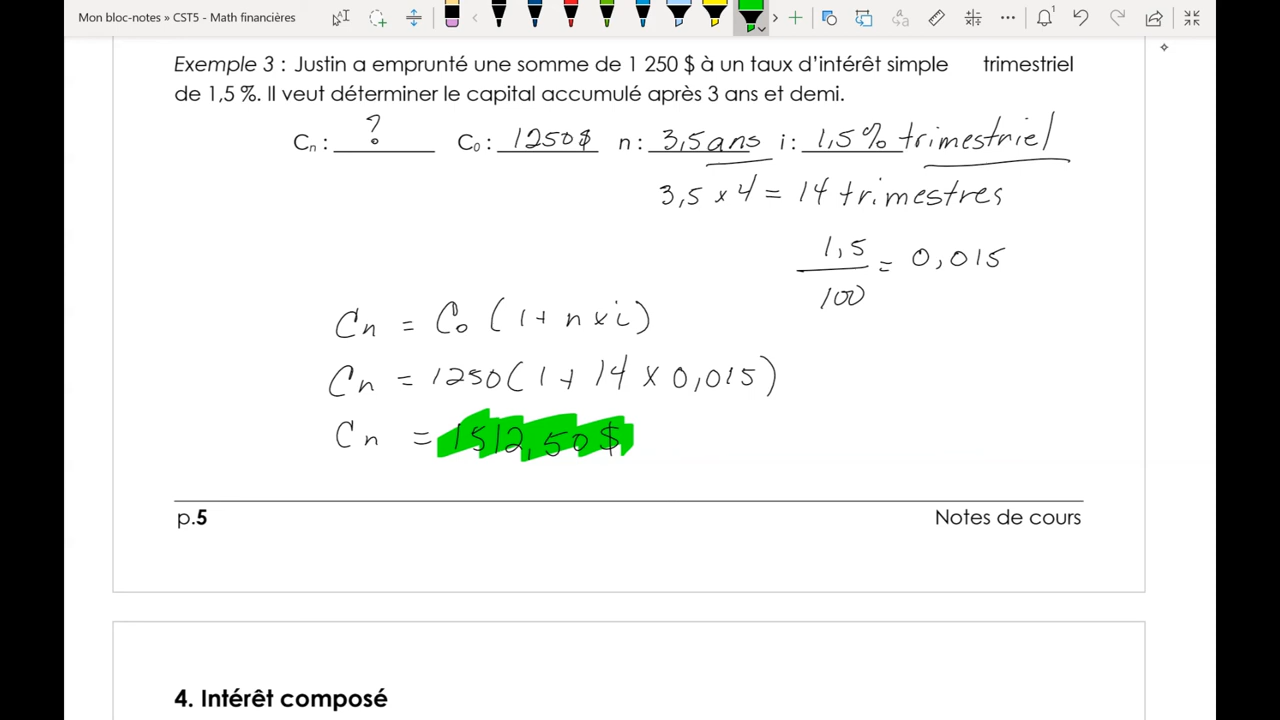 Mon bloc-notes » CST5 - Math financières
Exemple 3 : Justin a emprunté une somme de 1 250 $ à un taux d'intérêt simple trimestriel
de 1,5 %. Il veut déterminer le capital accumulé après 3 ans et demi.
Cn : ? C0 : 1250$ n : 3,5 ans i : 1,5% trimestriel
3,5 x 4 = 14 trimestres
1,5
= 0,015
100
Cn = C0 ( 1 + n x i )
Cn = 1250 ( 1 + 14 x 0,015 )
Cn = 1512,50 $
p.5 Notes de cours
4. Intérêt composé